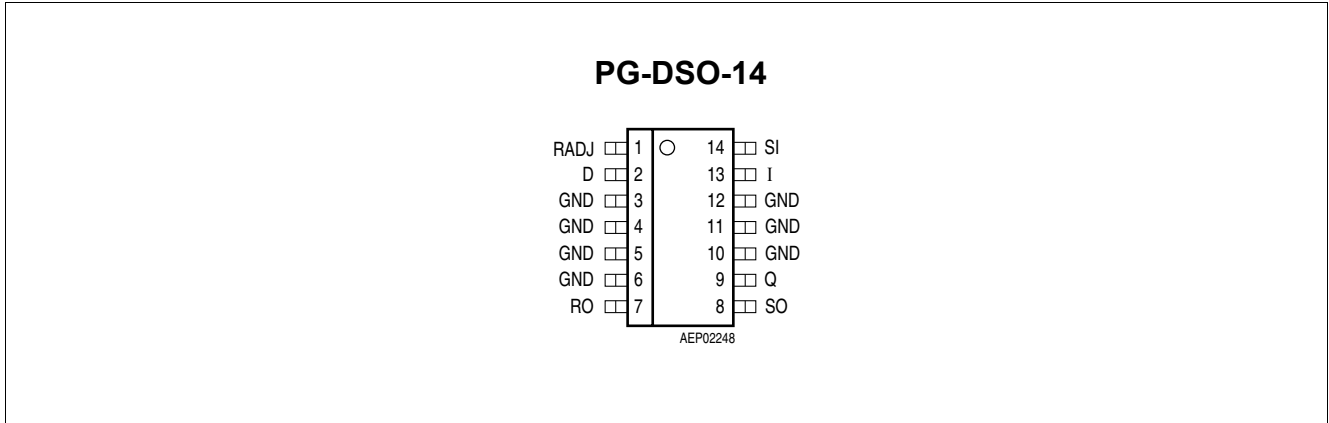 PG-DSO-14
RADJ 1 14 SI
D 2 13 I
GND 3 12 GND
GND 4 11 GND
GND 5 10 GND
GND 6 9 Q
RO 7 8 SO
AEP02248